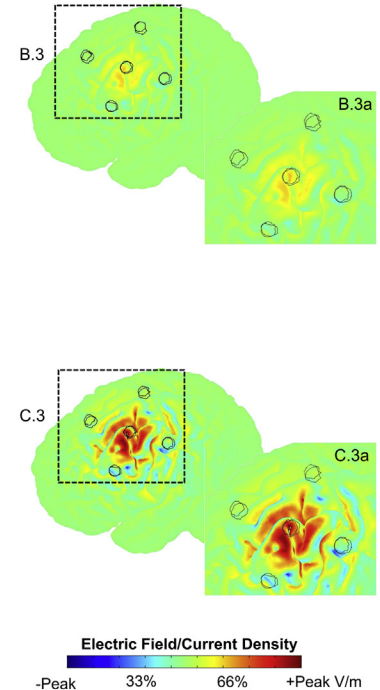 B.3
B.3a
C.3
C.3a
Electric Field/Current Density
-Peak 33% 66% +Peak V/m